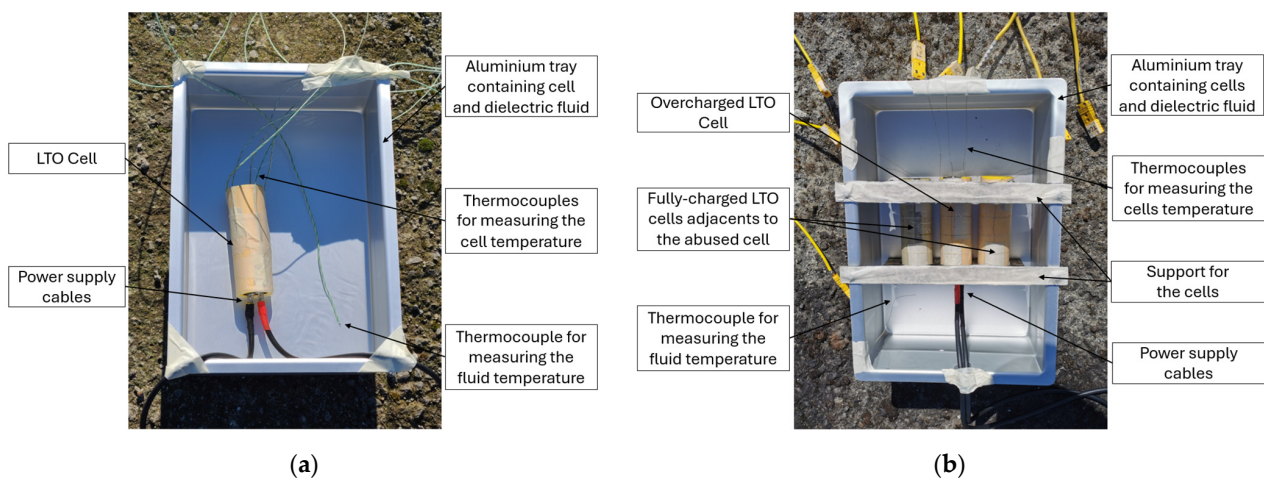 LTO Cell
Power supply
cables
Aluminium tray
containing cell
and dielectric fluid
Thermocouples
for measuring the
cell temperature
Thermocouple for
measuring the
fluid temperature
(a)
Overcharged LTO
Cell
Fully-charged LTO
cells adjacents to
the abused cell
Thermocouple for
measuring the
fluid temperature
Aluminium tray
containing cells
and dielectric fluid
Thermocouples
for measuring the
cells temperature
Support for
the cells
Power supply
cables
(b)